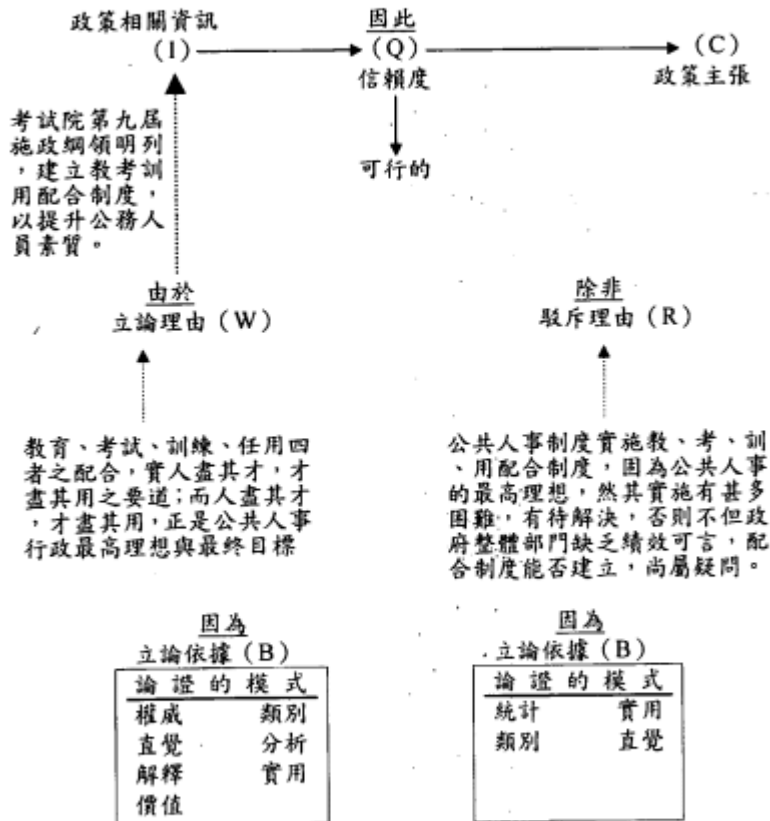 政策相關資訊
(I)
因此
(Q)
信賴度
(C)
政策主張
可行的
考試院第九屆
施政綱領明列
，建立教考訓
用配合制度，
以提升公務人
員素質。
由於
立論理由（W）
除非
駁斥理由（R）
教育、考試、訓練、任用四
者之配合，實人盡其才，才
盡其用之要道；而人盡其才
，才盡其用，正是公共人事
行政最高理想與最終目標
公共人事制度實施教、考、訓
、用配合制度，因為公共人事
的最高理想，然其實施有甚多
困難，有待解決，否則不但政
府整體部門缺乏績效可言，配
合制度能否建立，尚屬疑問。
因為
立論依據（B）
論證的模式
權威 類別
直覺 分析
解釋 實用
價值
因為
立論依據（B）
論證的模式
統計 實用
類別 直覺